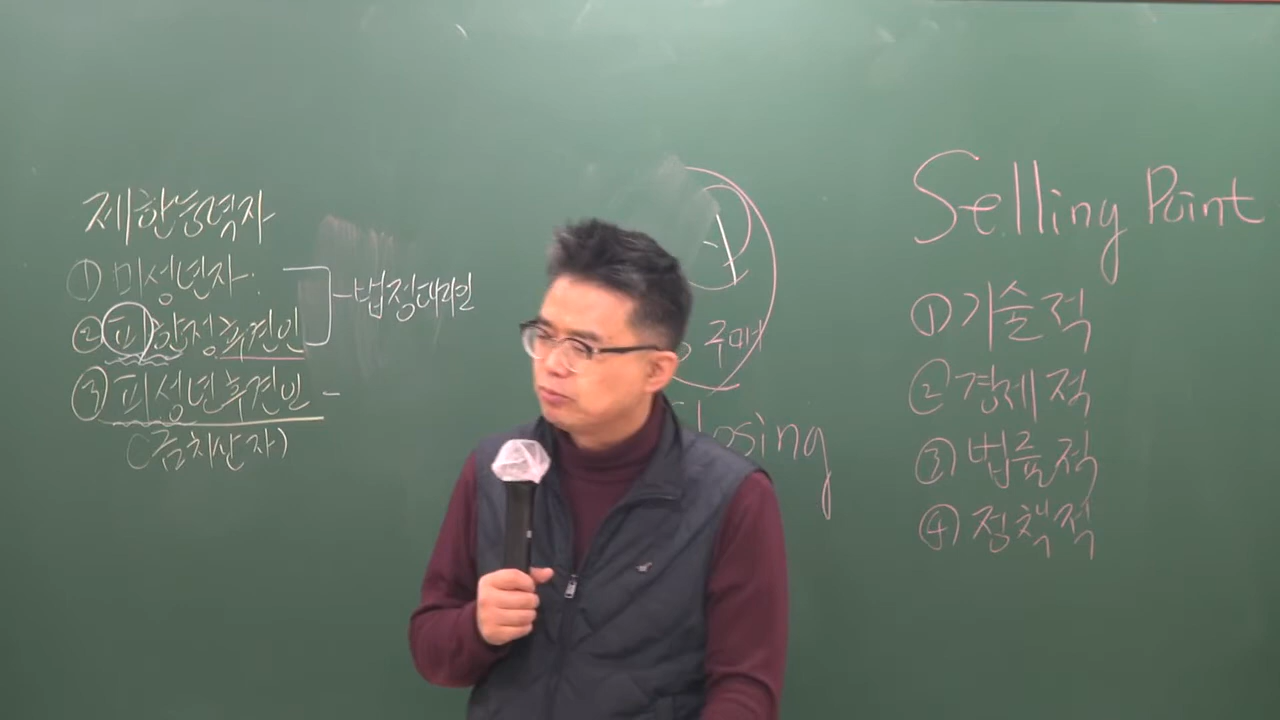 제한능력자
① 미성년자
② 피한정후견인
③ 피성년후견인 -
(금치산자)
법정대리인
losing
Selling Point
① 기술적
② 경제적
③ 법률적
④ 정책적